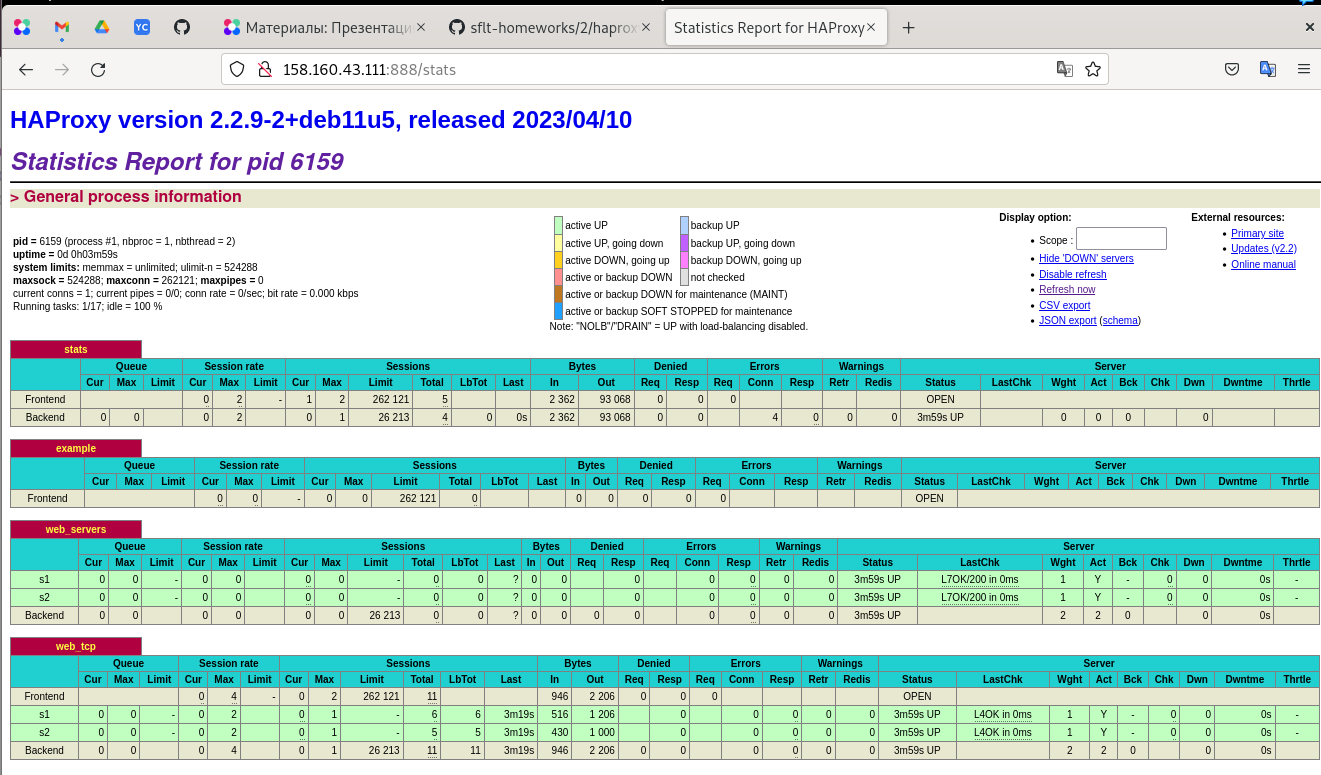 YC
Материалы: Презентаци
sflt-homeworks/2/haprox
Statistics Report for HAProxy
158.160.43.111:888/stats
HAProxy version 2.2.9-2+deb11u5, released 2023/04/10
Statistics Report for pid 6159
> General process information
pid = 6159 (process #1, nbproc = 1, nbthread = 2)
uptime = 0d 0h03m59s
system limits: memmax = unlimited; ulimit-n = 524288
maxsock = 524288; maxconn = 262121; maxpipes = 0
current conns = 1; current pipes = 0/0; conn rate = 0/sec; bit rate = 0.000 kbps
Running tasks: 1/17; idle = 100 %
active UP backup UP
active UP, going down backup UP, going down
active DOWN, going up backup DOWN, going up
active or backup DOWN not checked
active or backup DOWN for maintenance (MAINT)
active or backup SOFT STOPPED for maintenance
Note: "NOLB"/"DRAIN" = UP with load-balancing disabled.
Display option:
• Scope :
• Hide 'DOWN' servers
• Disable refresh
• Refresh now
• CSV export
• JSON export (schema)
External resources:
• Primary site
• Updates (v2.2)
• Online manual
stats
Queue Session rate Sessions Bytes Denied Errors Warnings Server
Cur Max Limit Cur Max Limit Cur Max Limit Total LbTot Last In Out Req Resp Req Conn Resp Retr Redis Status LastChk Wght Act Bck Chk Dwn Dwntme Thrtle
Frontend 0 2 - 1 2 262 121 5 2 362 93 068 0 0 0 OPEN
Backend 0 0 0 2 0 1 26 213 4 0 0s 2 362 93 068 0 0 4 0 0 0 3m59s UP 0 0 0 0
example
Queue Session rate Sessions Bytes Denied Errors Warnings Server
Cur Max Limit Cur Max Limit Cur Max Limit Total LbTot Last In Out Req Resp Req Conn Resp Retr Redis Status LastChk Wght Act Bck Chk Dwn Dwntme Thrtle
Frontend 0 0 - 0 0 262 121 0 0 0 0 0 0 OPEN
web_servers
Queue Session rate Sessions Bytes Denied Errors Warnings Server
Cur Max Limit Cur Max Limit Cur Max Limit Total LbTot Last In Out Req Resp Req Conn Resp Retr Redis Status LastChk Wght Act Bck Chk Dwn Dwntme Thrtle
s1 0 0 - 0 0 0 0 - 0 0 ? 0 0 0 0 0 0 0 3m59s UP L7OK/200 in 0ms 1 Y - 0 0 0s -
s2 0 0 - 0 0 0 0 - 0 0 ? 0 0 0 0 0 0 0 3m59s UP L7OK/200 in 0ms 1 Y - 0 0 0s -
Backend 0 0 0 0 0 0 26 213 0 0 ? 0 0 0 0 0 0 0 0 3m59s UP 2 2 0 0 0s
web_tcp
Queue Session rate Sessions Bytes Denied Errors Warnings Server
Cur Max Limit Cur Max Limit Cur Max Limit Total LbTot Last In Out Req Resp Req Conn Resp Retr Redis Status LastChk Wght Act Bck Chk Dwn Dwntme Thrtle
Frontend 0 4 - 0 2 262 121 11 946 2 206 0 0 0 OPEN
s1 0 0 - 0 2 0 1 - 6 6 3m19s 516 1 206 0 0 0 0 0 3m59s UP L4OK in 0ms 1 Y - 0 0 0s -
s2 0 0 - 0 2 0 1 - 5 5 3m19s 430 1 000 0 0 0 0 0 3m59s UP L4OK in 0ms 1 Y - 0 0 0s -
Backend 0 0 0 4 0 1 26 213 11 11 3m19s 946 2 206 0 0 0 0 0 0 3m59s UP 2 2 0 0 0s